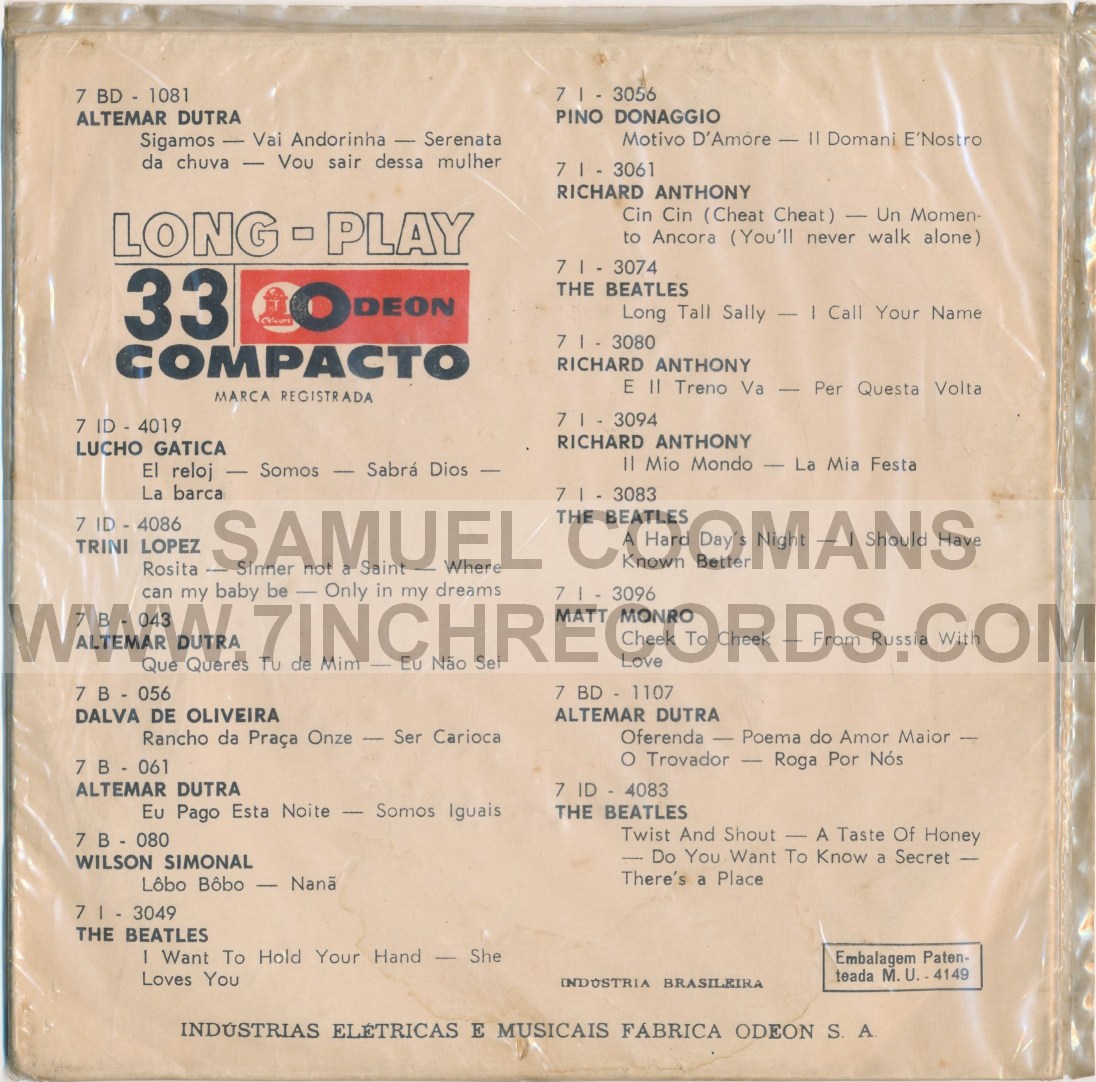 7 BD - 1081
ALTEMAR DUTRA
Sigamos — Vai Andorinha — Serenata
da chuva — Vou sair dessa mulher
LONG-PLAY
33 ODEON
COMPACTO
MARCA REGISTRADA
7 ID - 4019
LUCHO GATICA
El reloj — Somos — Sabrá Dios —
La barca
7 ID - 4086
TRINI LOPEZ
Rosita — Sinner not a Saint — Where
can my baby be — Only in my dreams
7 B - 043
ALTEMAR DUTRA
Que Queres Tu de Mim — Eu Não Sei
7 B - 056
DALVA DE OLIVEIRA
Rancho da Praça Onze — Ser Carioca
7 B - 061
ALTEMAR DUTRA
Eu Pago Esta Noite — Somos Iguais
7 B - 080
WILSON SIMONAL
Lôbo Bôbo — Nanã
7 I - 3049
THE BEATLES
I Want To Hold Your Hand — She
Loves You
7 I - 3056
PINO DONAGGIO
Motivo D'Amóre — Il Domani E'Nostro
7 I - 3061
RICHARD ANTHONY
Cin Cin (Cheat Cheat) — Un Momen-
to Ancora (You'll never walk alone)
7 I - 3074
THE BEATLES
Long Tall Sally — I Call Your Name
7 I - 3080
RICHARD ANTHONY
E Il Treno Va — Per Questa Volta
7 I - 3094
RICHARD ANTHONY
Il Mio Mondo — La Mia Festa
7 I - 3083
THE BEATLES
A Hard Day's Night — I Should Have
Known Better
7 I - 3096
MATT MONRO
Cheek To Cheek — From Russia With
Love
7 BD - 1107
ALTEMAR DUTRA
Oferenda — Poema do Amor Maior —
O Trovador — Roga Por Nós
7 ID - 4083
THE BEATLES
Twist And Shout — A Taste Of Honey
— Do You Want To Know a Secret —
There's a Place
INDÚSTRIA BRASILEIRA
Embalagem Paten-
teada M. U. - 4149
INDÚSTRIAS ELÉTRICAS E MUSICAIS FÁBRICA ODEON S. A.
SAMUEL COOMANS
WWW.7INCHRECORDS.COM